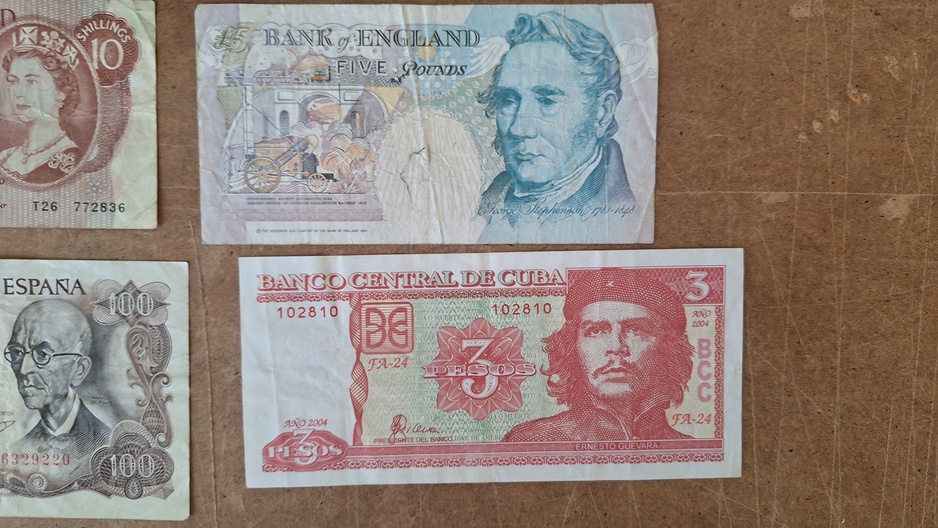 D
SHILLINGS
10
T26 772836
£5 BANK of ENGLAND
FIVE POUNDS
George Stephenson 1781-1848
ESPAÑA
100
6329220
100
BANCO CENTRAL DE CUBA
3
102810
102810
AÑO
2004
FA-24
BCC
3
PESOS
FA-24
AÑO 2004
3
PESOS
PRESIDENTE DEL BANCO
ERNESTO GUEVARA